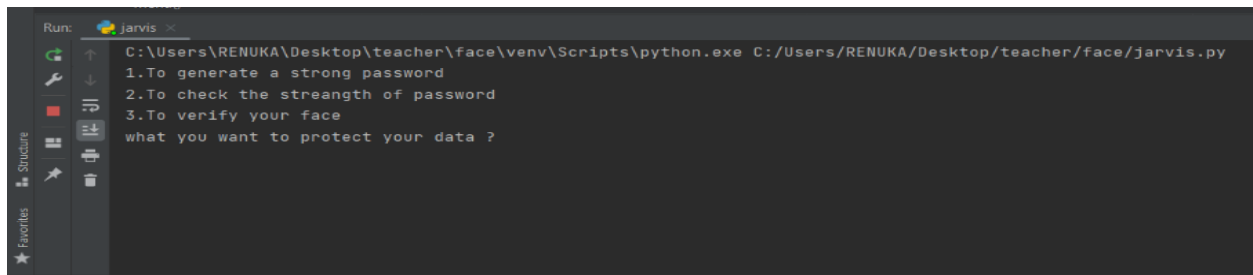 Run: jarvis
C:\Users\RENUKA\Desktop\teacher\face\venv\Scripts\python.exe C:/Users/RENUKA/Desktop/teacher/face/jarvis.py
1.To generate a strong password
2.To check the streangth of password
3.To verify your face
what you want to protect your data ?
Structure
Favorites